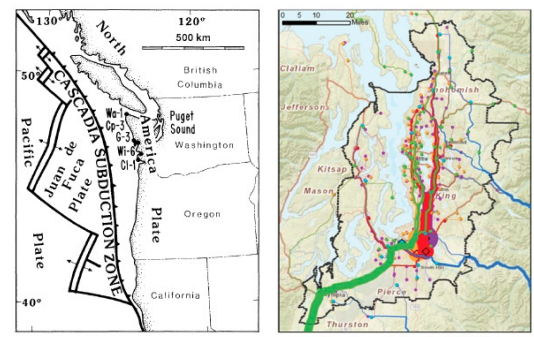 130°
120°
500 km
North
America
Plate
50°
British
Columbia
CASCADIA SUBDUCTION ZONE
Wa-1
Cp-3
G-3
Wi-6
Cl-1
Puget
Sound
Washington
Pacific
Plate
Juan de
Fuca
Plate
Oregon
40°
California
0 5 10 20
Miles
Clallam
Jefferson
Snohomish
Kitsap
Mason
King
Pierce
Thurston